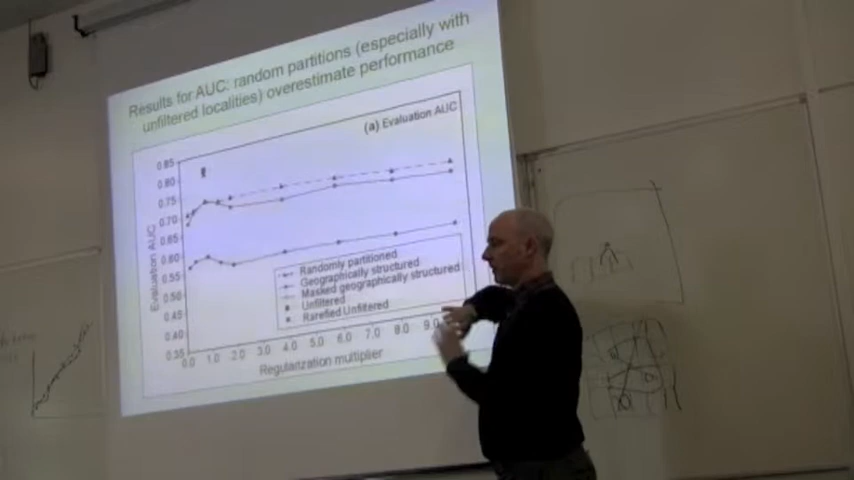 Results for AUC: random partitions (especially with
unfiltered localities) overestimate performance
(a) Evaluation AUC
0.85
0.80
0.75
0.70
0.65
0.60
0.55
0.50
0.45
0.40
0.35
Evaluation AUC
Randomly partitioned
Geographically structured
Masked geographically structured
Unfiltered
Rarefied Unfiltered
0.0 1.0 2.0 3.0 4.0 5.0 6.0 7.0 8.0 9.0
Regularization multiplier